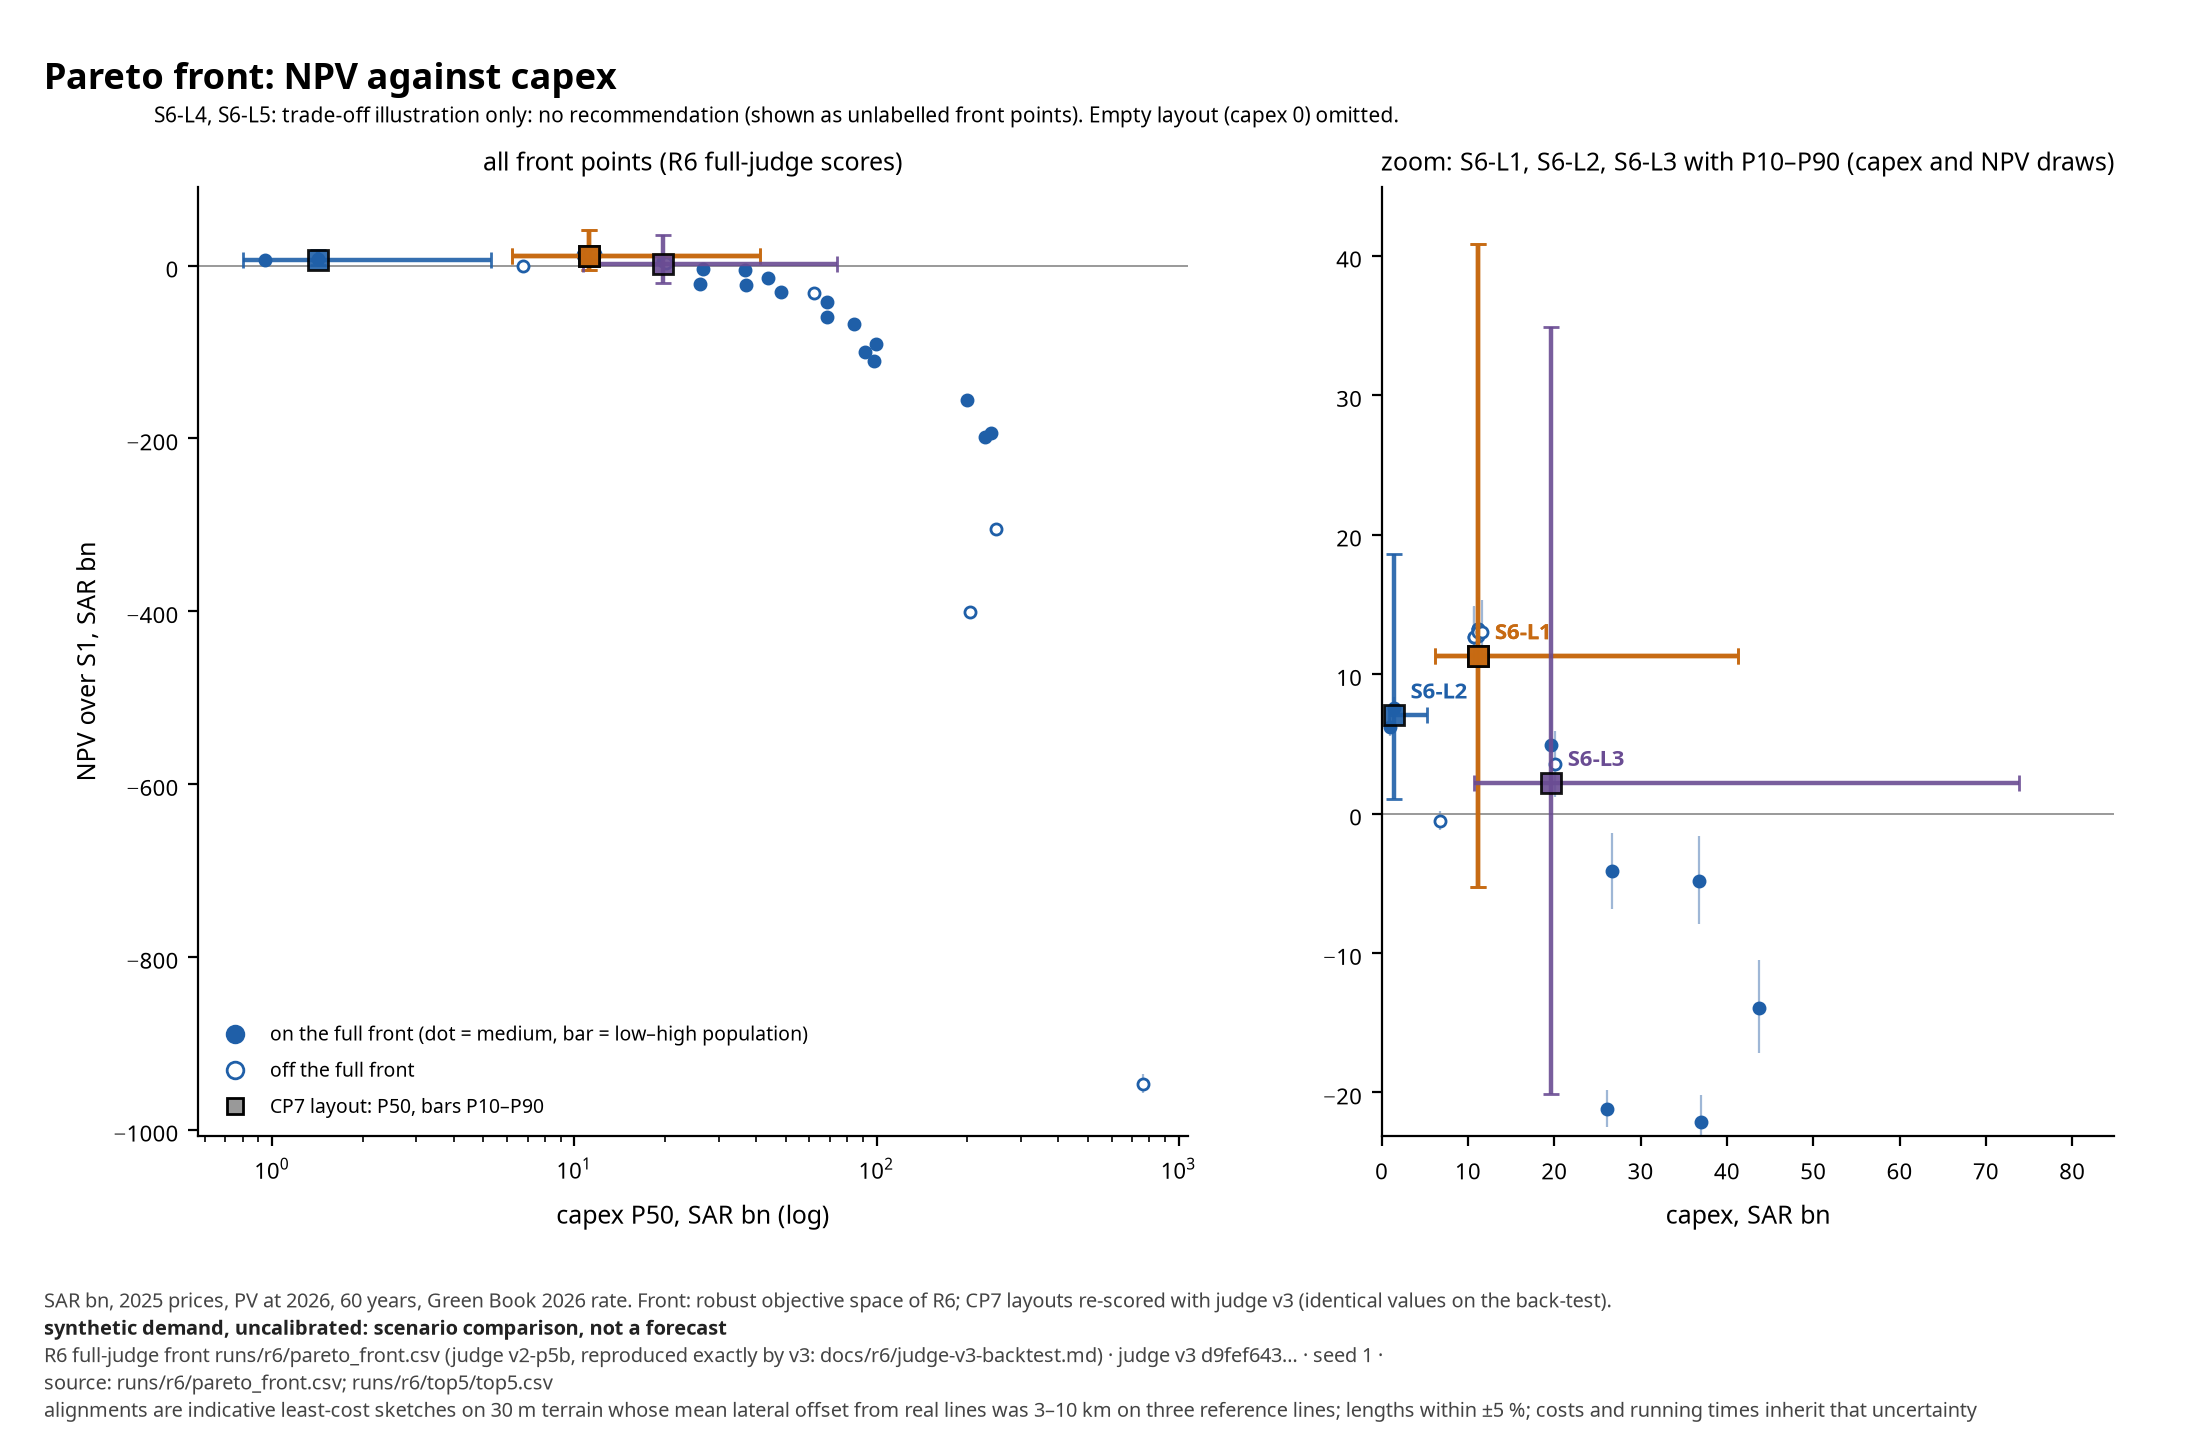 Pareto front: NPV against capex
S6-L4, S6-L5: trade-off illustration only: no recommendation (shown as unlabelled front points). Empty layout (capex 0) omitted.
all front points (R6 full-judge scores)
NPV over S1, SAR bn
0
−200
−400
−600
−800
−1000
on the full front (dot = medium, bar = low–high population)
off the full front
CP7 layout: P50, bars P10–P90
10⁰
10¹
10²
10³
capex P50, SAR bn (log)
zoom: S6-L1, S6-L2, S6-L3 with P10–P90 (capex and NPV draws)
40
30
20
10
0
−10
−20
S6-L1
S6-L2
S6-L3
0
10
20
30
40
50
60
70
80
capex, SAR bn
SAR bn, 2025 prices, PV at 2026, 60 years, Green Book 2026 rate. Front: robust objective space of R6; CP7 layouts re-scored with judge v3 (identical values on the back-test).
synthetic demand, uncalibrated: scenario comparison, not a forecast
R6 full-judge front runs/r6/pareto_front.csv (judge v2-p5b, reproduced exactly by v3: docs/r6/judge-v3-backtest.md) · judge v3 d9fef643… · seed 1 ·
source: runs/r6/pareto_front.csv; runs/r6/top5/top5.csv
alignments are indicative least-cost sketches on 30 m terrain whose mean lateral offset from real lines was 3–10 km on three reference lines; lengths within ±5 %; costs and running times inherit that uncertainty